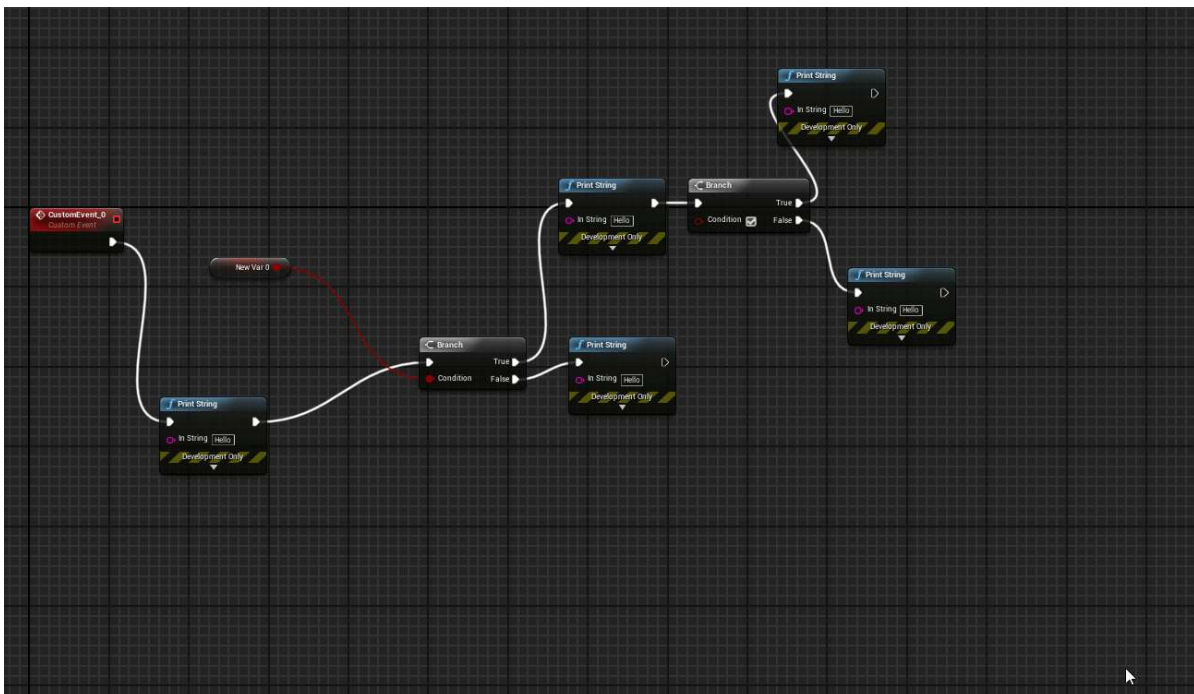 Print String
In String Hello
Development Only
Print String
In String Hello
Development Only
Branch
True
Condition False
CustomEvent_0
Custom Event
New Var 0
Print String
In String Hello
Development Only
Branch
True
Condition False
Print String
In String Hello
Development Only
Print String
In String Hello
Development Only